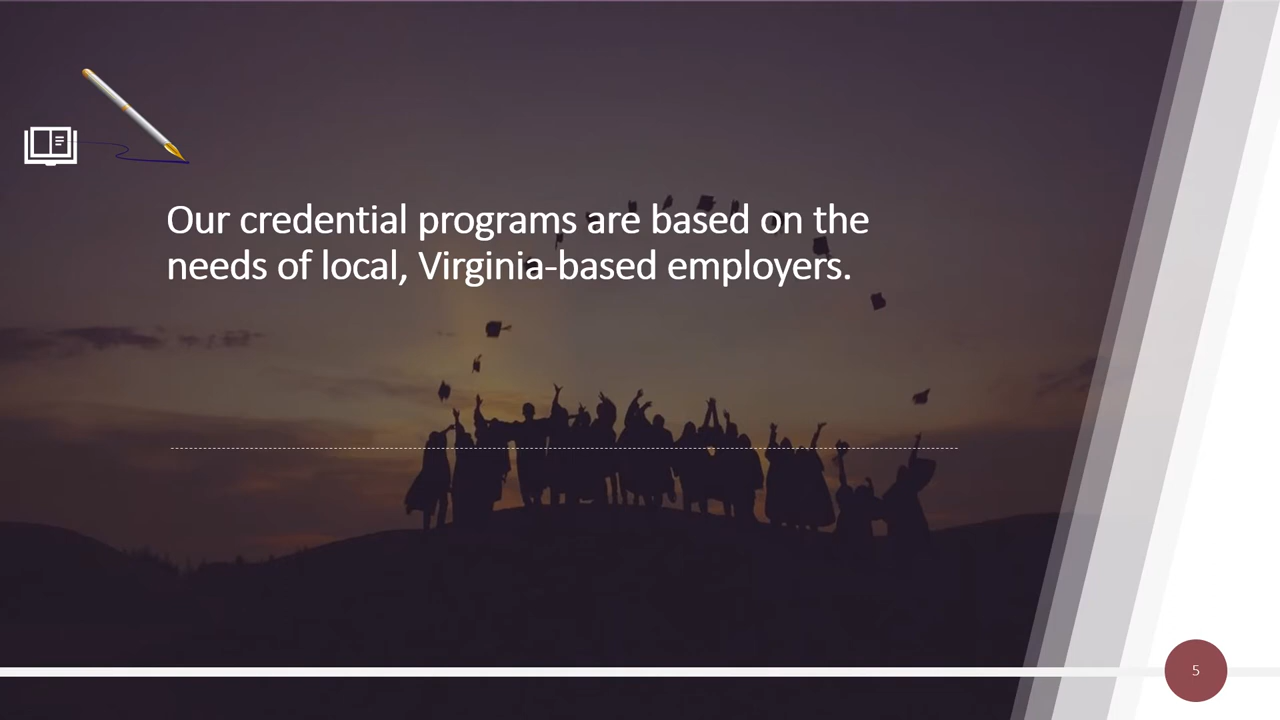 Our credential programs are based on the
needs of local, Virginia-based employers.
5